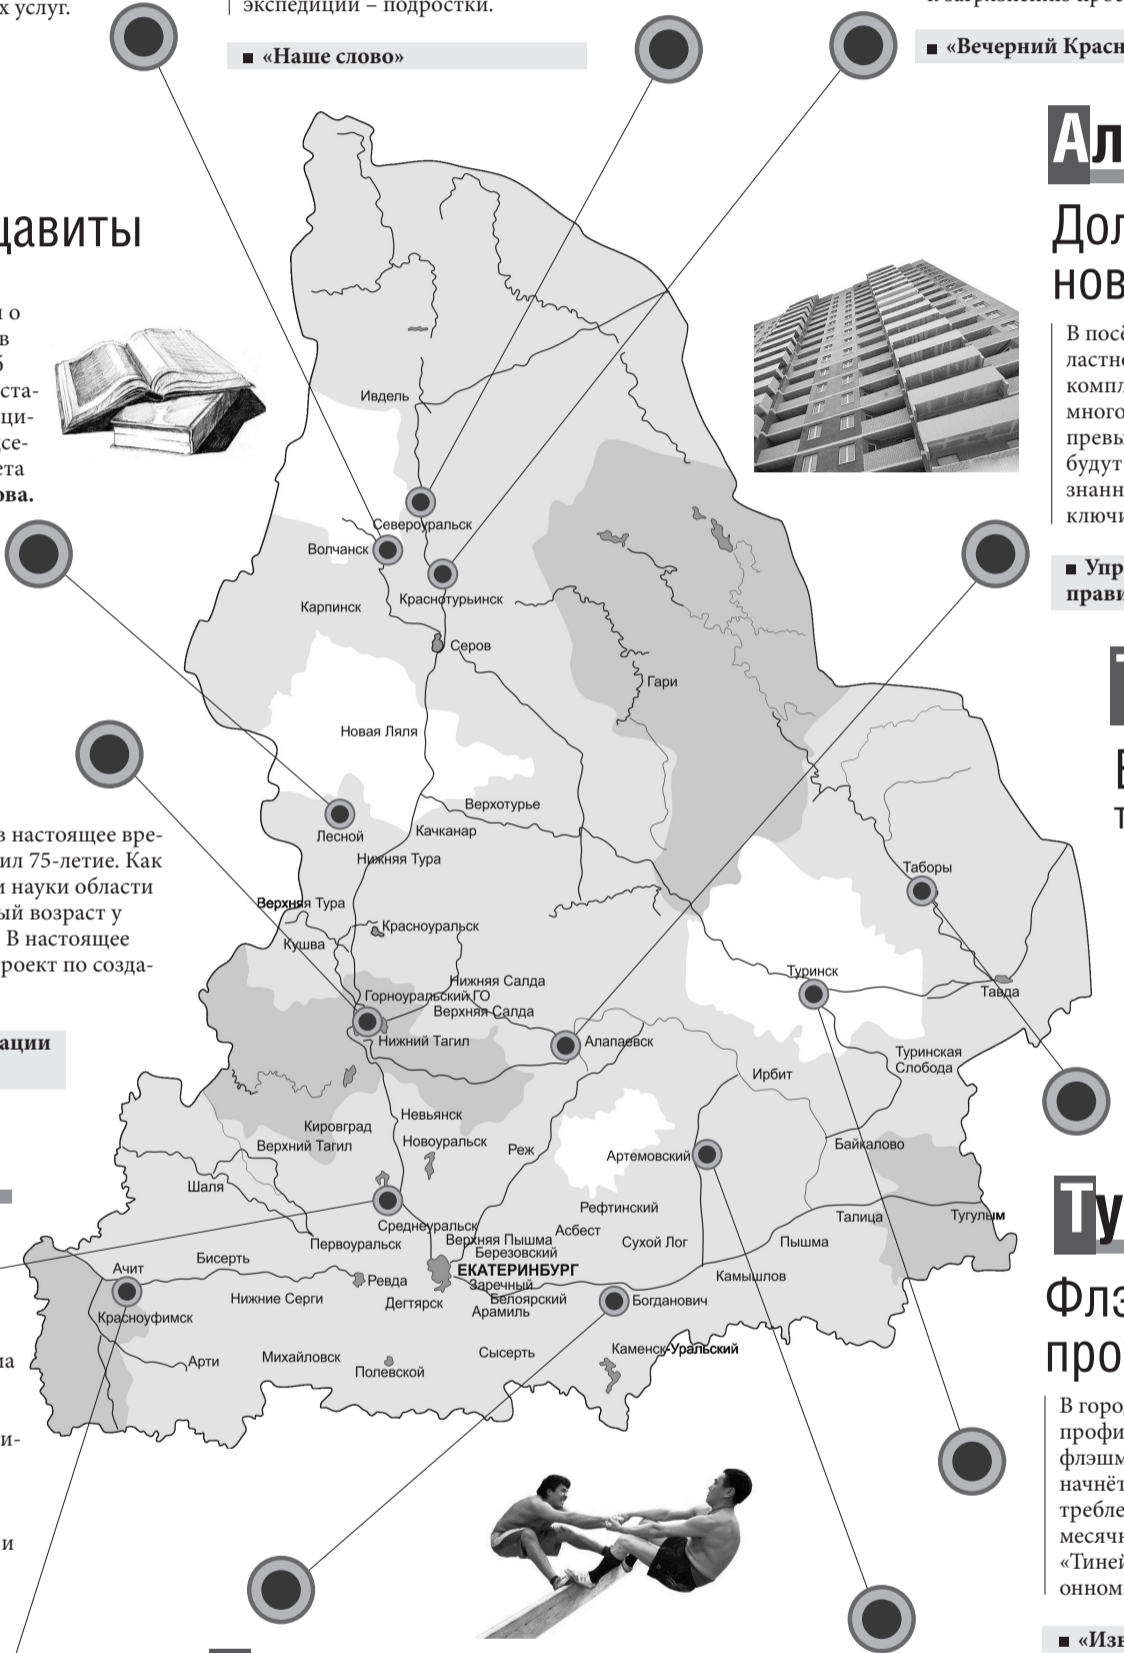 х услуг.
экспедиции – подростки.
■ «Наше слово»
■ «Вечерний Красн
Ал
цавиты
Дол
нов
и о
в
б
ста-
ци-
дсе-
ета
ова.
В посё
ластно
компл
много
превы
будут
знанн
ключи
■ Упр
прави
Ивдель
Североуральск
Волчанск
Краснотурьинск
Карпинск
Серов
Гари
Новая Ляля
Верхотурье
Лесной
Качканар
Нижняя Тура
Таборы
Верхняя Тура
Красноуральск
Кушва
Туринск
Нижняя Салда
Горноуральский ГО
Верхняя Салда
Тавда
Нижний Тагил
Алапаевск
Туринская
Слобода
Ирбит
Невьянск
Кировград
Верхний Тагил
Новоуральск
Реж
Артемовский
Байкалово
Шаля
Рефтинский
Среднеуральск
Асбест
Талица
Тугулым
Первоуральск
Верхняя Пышма
Березовский
Сухой Лог
Пышма
Бисерть
Ачит
ЕКАТЕРИНБУРГ
Ревда
Заречный
Камышлов
Нижние Серги
Дегтярск
Белоярский
Арамиль
Богданович
Красноуфимск
Арти
Михайловск
Полевской
Сысерть
Каменск-Уральский
в настоящее вре-
ил 75-летие. Как
и науки области
ый возраст у
В настоящее
роект по созда-
ации
Ту
Флэ
про
В город
профи
флэшм
начнёт
требле
месячн
«Тиней
онном
■ «Изв
и-
и